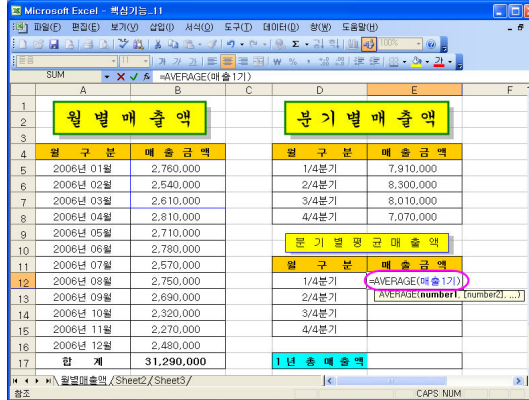 Microsoft Excel - 핵심기능_11
파일(F) 편집(E) 보기(V) 삽입(I) 서식(O) 도구(T) 데이터(D) 창(W) 도움말(H)
100%
돋움 11 가 가 가
SUM =AVERAGE(매출1기)
A B C D E F
1
2 월별매출액 분기별매출액
3
4 월 구 분 매 출 금 액 월 구 분 매 출 금 액
5 2006년 01월 2,760,000 1/4분기 7,910,000
6 2006년 02월 2,540,000 2/4분기 8,300,000
7 2006년 03월 2,610,000 3/4분기 8,010,000
8 2006년 04월 2,810,000 4/4분기 7,070,000
9 2006년 05월 2,710,000
10 2006년 06월 2,780,000 분 기 별 평 균 매 출 액
11 2006년 07월 2,570,000 월 구 분 매 출 금 액
12 2006년 08월 2,750,000 1/4분기 =AVERAGE(매출1기)
13 2006년 09월 2,690,000 2/4분기 AVERAGE(number1, [number2], ...)
14 2006년 10월 2,320,000 3/4분기
15 2006년 11월 2,270,000 4/4분기
16 2006년 12월 2,480,000
17 합 계 31,290,000 1 년 총 매 출 액
월별매출액 / Sheet2 / Sheet3 /
참조 CAPS NUM